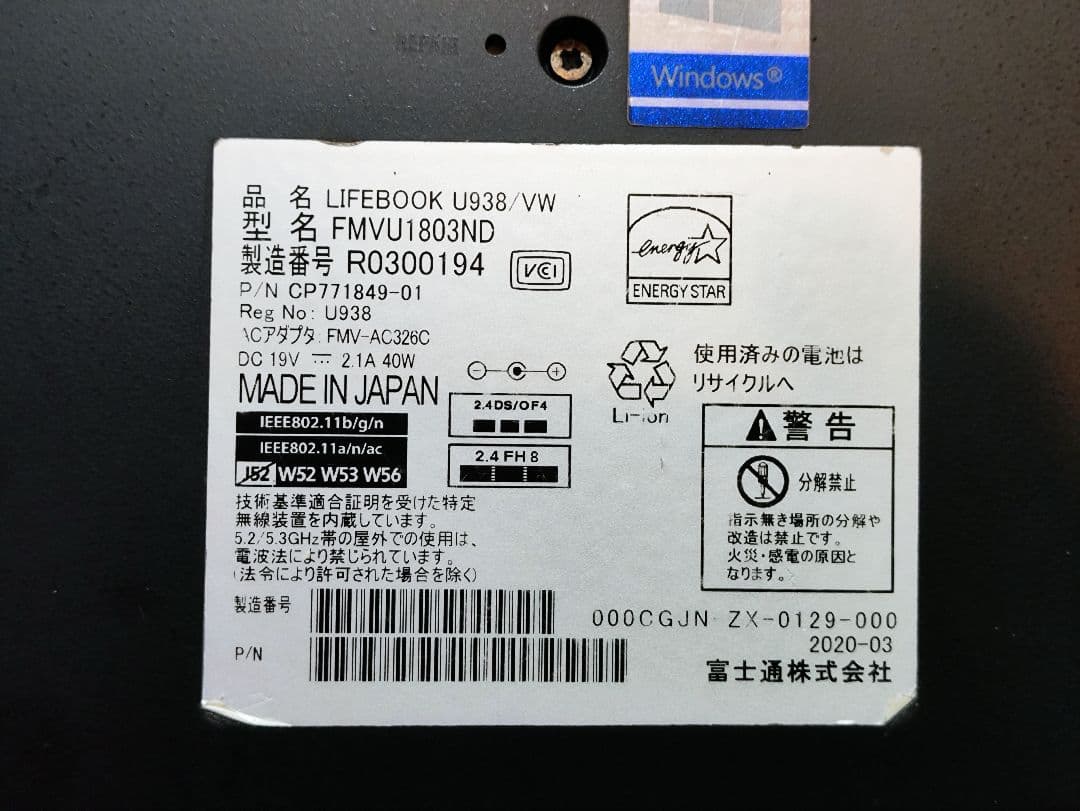 REPAIR
Windows®
品 名 LIFEBOOK U938/VW
型 名 FMVU1803ND
製造番号 R0300194
VCI
P/N CP771849-01
Reg No: U938
ACアダプタ: FMV-AC326C
DC 19V ⎓ 2.1A 40W
MADE IN JAPAN
energy
ENERGY STAR
Li-ion
使用済みの電池は
リサイクルへ
IEEE802.11b/g/n
IEEE802.11a/n/ac
J52 W52 W53 W56
2.4DS/OF4
2.4FH8
警告
分解禁止
指示無き場所の分解や
改造は禁止です。
火災・感電の原因と
なります。
技術基準適合証明を受けた特定
無線装置を内蔵しています。
5.2/5.3GHz帯の屋外での使用は、
電波法により禁じられています。
(法令により許可された場合を除く)
製造番号
P/N
000CGJN ZX-0129-000
2020-03
富士通株式会社